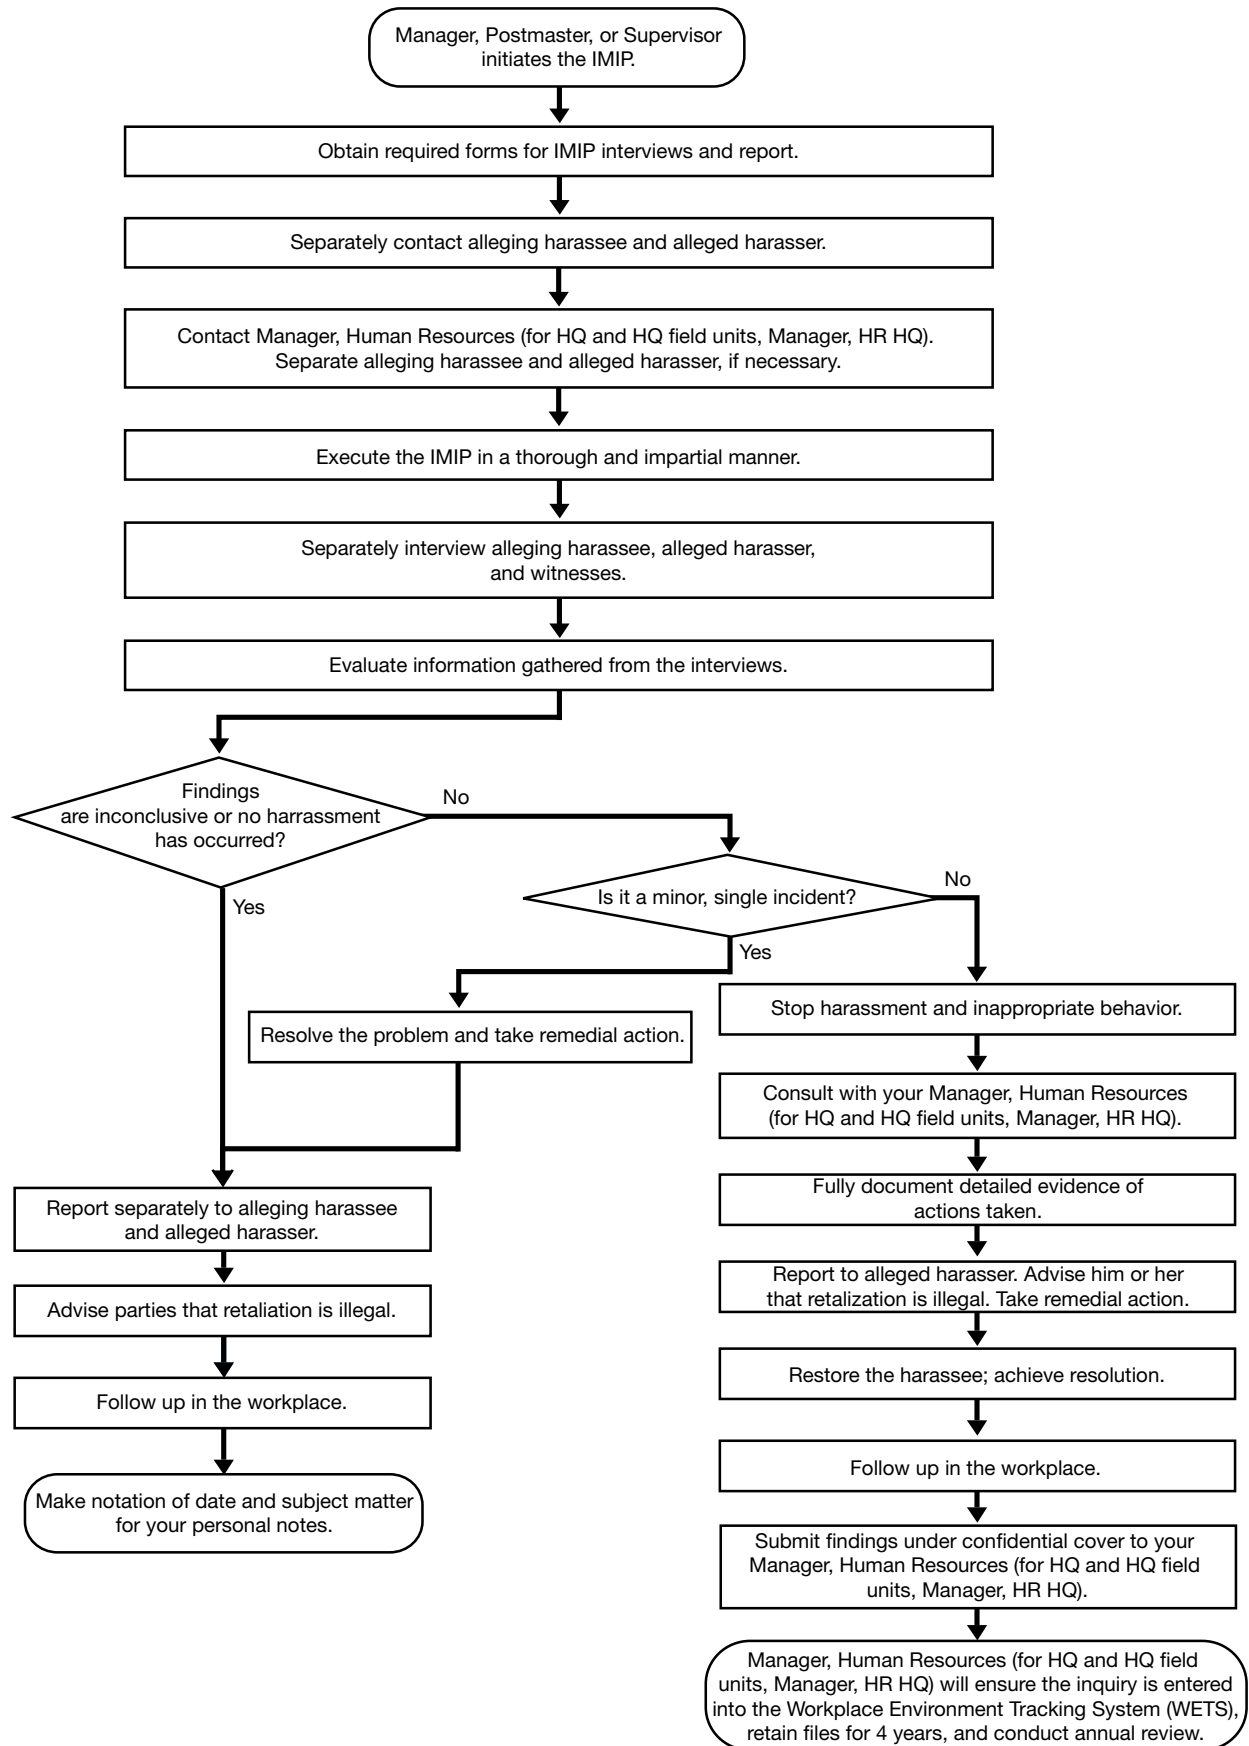 Manager, Postmaster, or Supervisor
initiates the IMIP.
Obtain required forms for IMIP interviews and report.
Separately contact alleging harassee and alleged harasser.
Contact Manager, Human Resources (for HQ and HQ field units, Manager, HR HQ).
Separate alleging harassee and alleged harasser, if necessary.
Execute the IMIP in a thorough and impartial manner.
Separately interview alleging harassee, alleged harasser,
and witnesses.
Evaluate information gathered from the interviews.
Findings
are inconclusive or no harrassment
has occurred?
No
Yes
Is it a minor, single incident?
No
Yes
Resolve the problem and take remedial action.
Report separately to alleging harassee
and alleged harasser.
Advise parties that retaliation is illegal.
Follow up in the workplace.
Make notation of date and subject matter
for your personal notes.
Stop harassment and inappropriate behavior.
Consult with your Manager, Human Resources
(for HQ and HQ field units, Manager, HR HQ).
Fully document detailed evidence of
actions taken.
Report to alleged harasser. Advise him or her
that retalization is illegal. Take remedial action.
Restore the harassee; achieve resolution.
Follow up in the workplace.
Submit findings under confidential cover to your
Manager, Human Resources (for HQ and HQ field
units, Manager, HR HQ).
Manager, Human Resources (for HQ and HQ field
units, Manager, HR HQ) will ensure the inquiry is entered
into the Workplace Environment Tracking System (WETS),
retain files for 4 years, and conduct annual review.